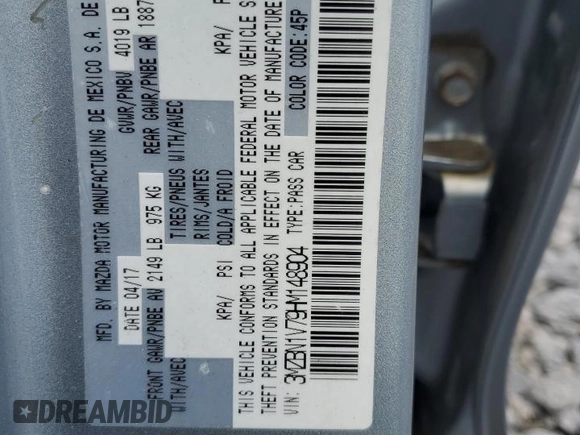 MFD. BY MAZDA MOTOR MANUFACTURING DE MEXICO S.A. DE
DATE 04/17 GVWR/PNBV 4019 LB
FRONT GAWR/PNBE AV 2149 LB 975 KG REAR GAWR/PNBE AR 1887
WITH/AVEC TIRES/PNEUS WITH/AVEC
RIMS/JANTES
KPA/ PSI COLD/A FROID KPA/
THIS VEHICLE CONFORMS TO ALL APPLICABLE FEDERAL MOTOR VEHICLE S
THEFT PREVENTION STANDARDS IN EFFECT ON THE DATE OF MANUFACTURE
VIN: 3MZBN1V79HM148904 TYPE:PASS CAR COLOR CODE:45P
DREAMBID